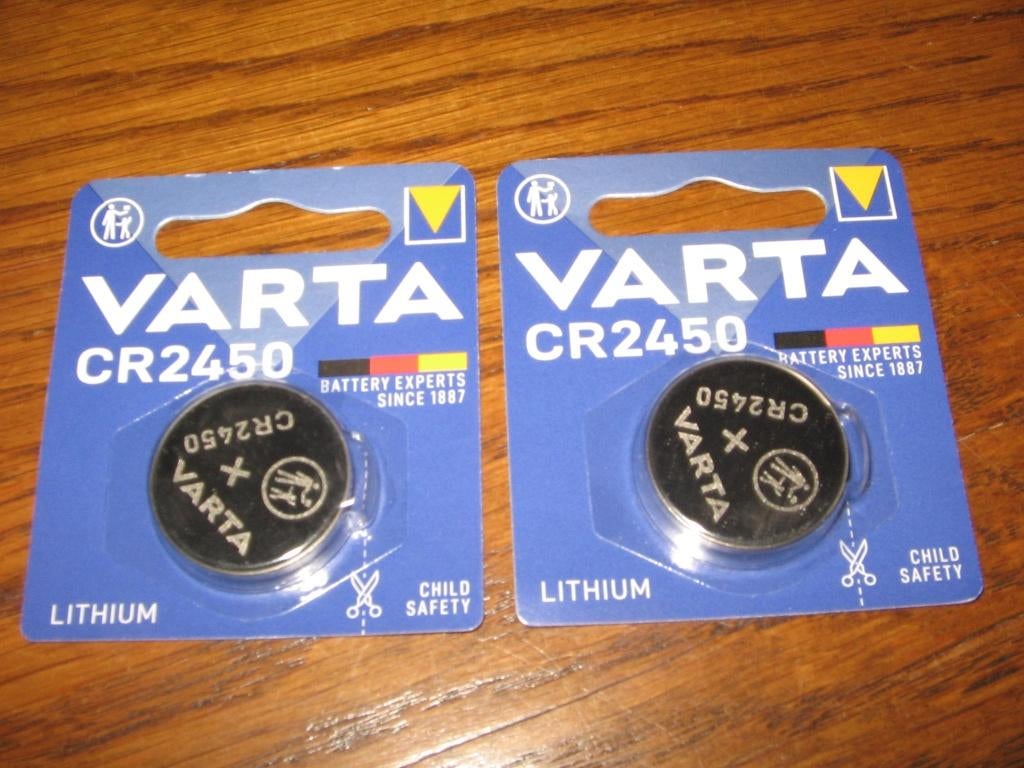 VARTA
CR2450
BATTERY EXPERTS
SINCE 1887
CR2450
+
VARTA
CHILD
SAFETY
LITHIUM
VARTA
CR2450
BATTERY EXPERTS
SINCE 1887
CR2450
+
VARTA
CHILD
SAFETY
LITHIUM